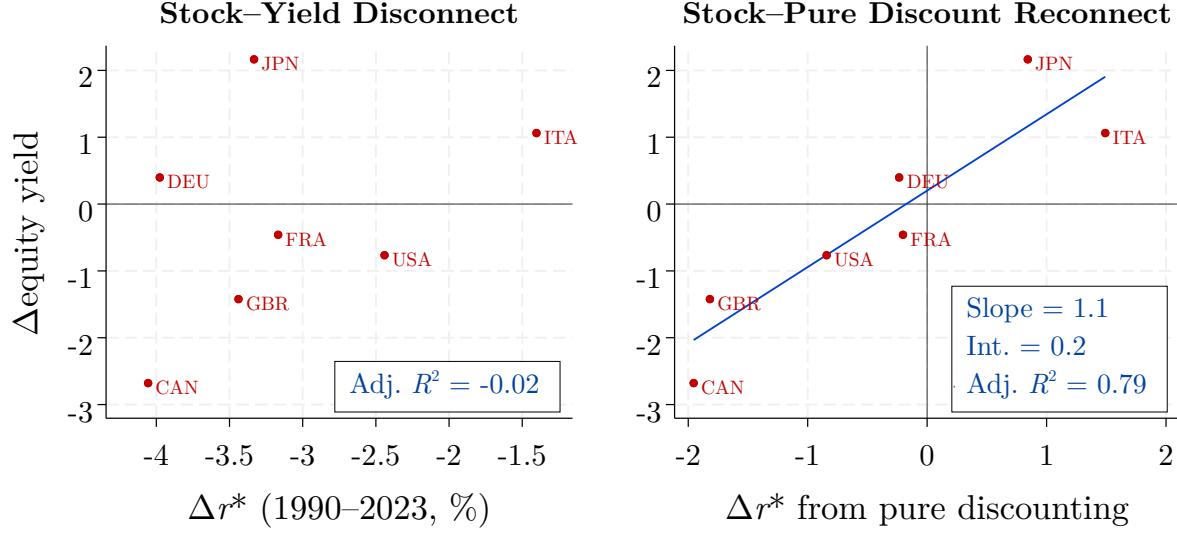 Stock–Yield Disconnect
Δequity yield
2
1
0
-1
-2
-3
JPN
ITA
DEU
FRA
USA
GBR
CAN
Adj. R² = -0.02
-4
-3.5
-3
-2.5
-2
-1.5
Δr* (1990–2023, %)
Stock–Pure Discount Reconnect
2
1
0
-1
-2
-3
JPN
ITA
DEU
FRA
USA
GBR
CAN
Slope = 1.1
Int. = 0.2
Adj. R² = 0.79
-2
-1
0
1
2
Δr* from pure discounting